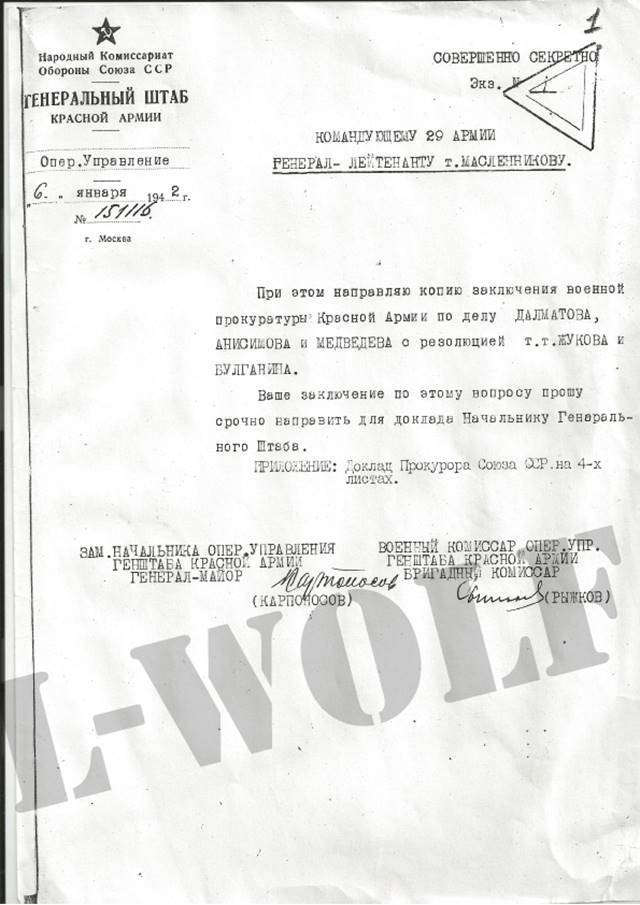 1
Народный Комиссариат
Обороны Союза ССР
ГЕНЕРАЛЬНЫЙ ШТАБ
КРАСНОЙ АРМИИ
Опер.Управление
"6" января 1942 г.
№ 151116
г. Москва
СОВЕРШЕННО СЕКРЕТНО
Экз. №
КОМАНДУЮЩЕМУ 29 АРМИИ
ГЕНЕРАЛ- ЛЕЙТЕНАНТУ т.МАСЛЕННИКОВУ.
При этом направляю копию заключения военной
прокуратуры Красной Армии по делу ДАЛМАТОВА,
АНИСИМОВА и МЕДВЕДЕВА с резолюцией т.т.ЖУКОВА и
БУЛГАНИНА.
Ваше заключение по этому вопросу прошу
срочно направить для доклада Начальнику Генераль-
ного Штаба.
ПРИЛОЖЕНИЕ: Доклад Прокурора Союза ССР.на 4-х
листах.
ЗАМ.НАЧАЛЬНИКА ОПЕР.УПРАВЛЕНИЯ
ГЕНШТАБА КРАСНОЙ АРМИИ
ГЕНЕРАЛ-МАЙОР
Карпоносов
(КАРПОНОСОВ)
ВОЕННЫЙ КОМИССАР ОПЕР.УПР.
ГЕНШТАБА КРАСНОЙ АРМИИ
БРИГАДНЫЙ КОМИССАР
(РЫЖКОВ)
L-WOLF